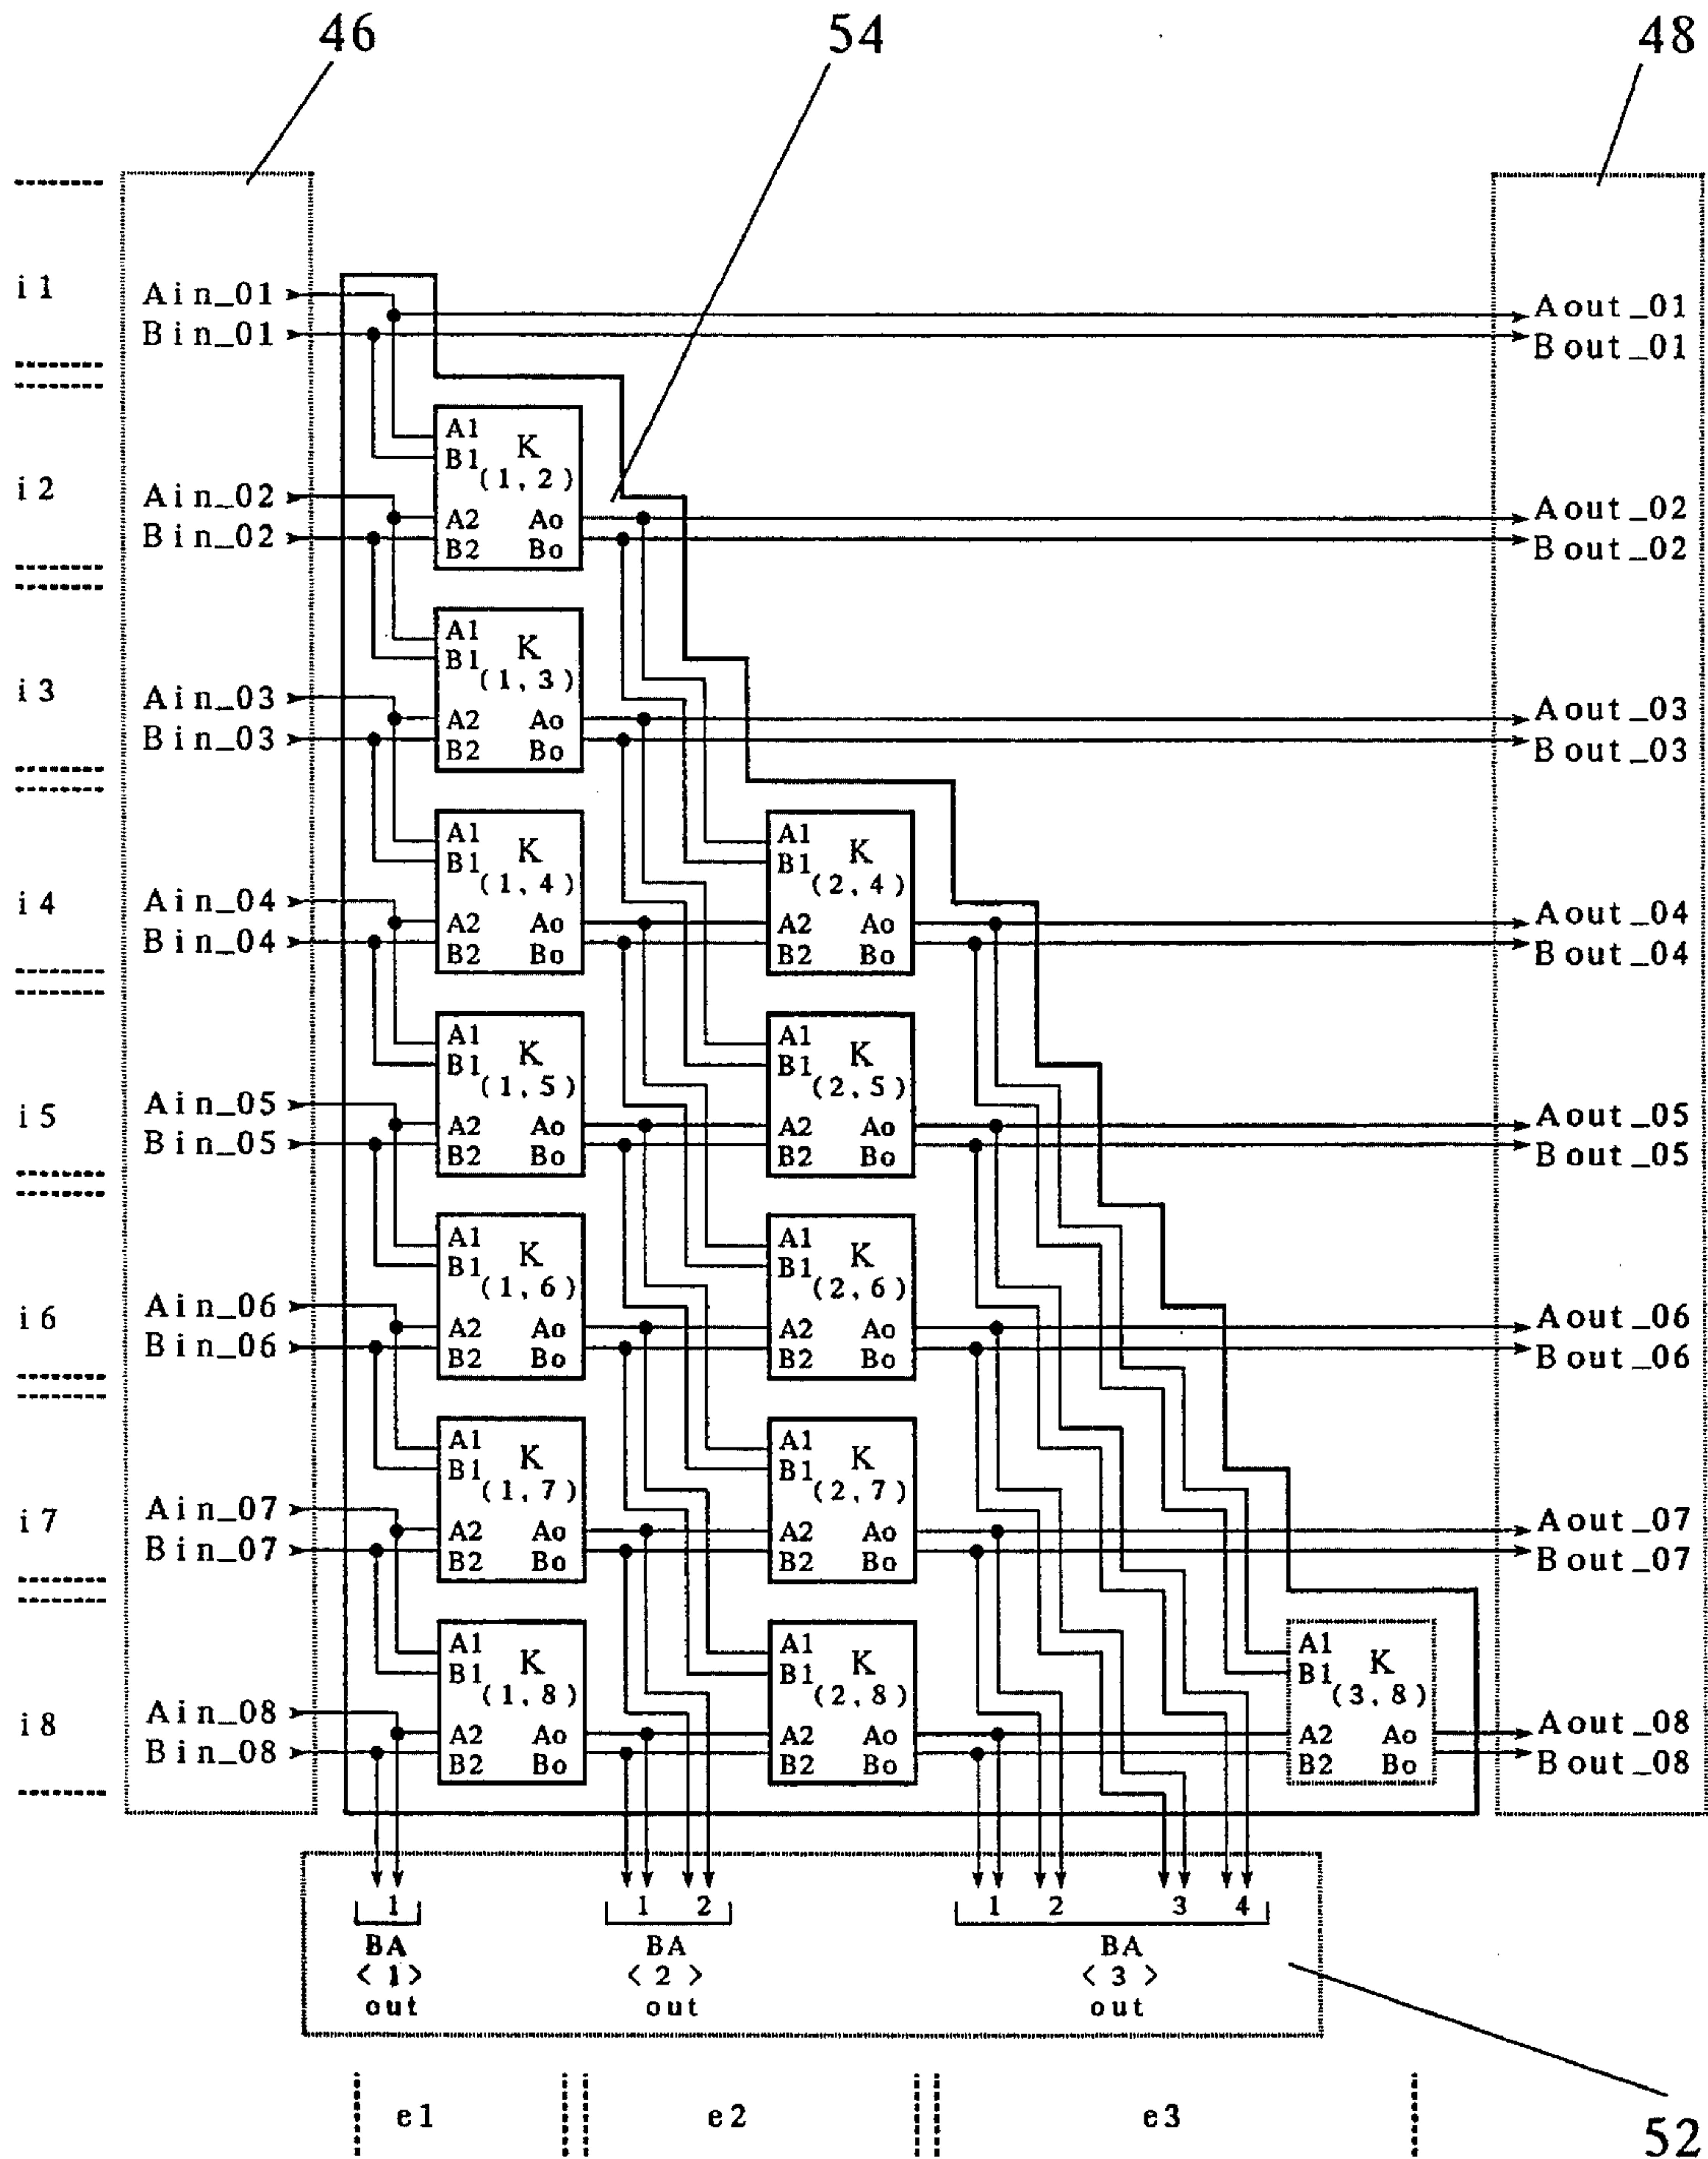 46
54
48
i1
Ain_01
Bin_01
Aout_01
Bout_01
A1 K
B1
(1,2)
i2
Ain_02
Bin_02
A2 Ao
B2 Bo
Aout_02
Bout_02
A1 K
B1
(1,3)
i3
Ain_03
Bin_03
A2 Ao
B2 Bo
Aout_03
Bout_03
A1 K
B1
(1,4)
A1 K
B1
(2,4)
i4
Ain_04
Bin_04
A2 Ao
B2 Bo
A2 Ao
B2 Bo
Aout_04
Bout_04
A1 K
B1
(1,5)
A1 K
B1
(2,5)
i5
Ain_05
Bin_05
A2 Ao
B2 Bo
A2 Ao
B2 Bo
Aout_05
Bout_05
A1 K
B1
(1,6)
A1 K
B1
(2,6)
i6
Ain_06
Bin_06
A2 Ao
B2 Bo
A2 Ao
B2 Bo
Aout_06
Bout_06
A1 K
B1
(1,7)
A1 K
B1
(2,7)
i7
Ain_07
Bin_07
A2 Ao
B2 Bo
A2 Ao
B2 Bo
Aout_07
Bout_07
A1 K
B1
(1,8)
A1 K
B1
(2,8)
A1 K
B1
(3,8)
i8
Ain_08
Bin_08
A2 Ao
B2 Bo
A2 Ao
B2 Bo
A2 Ao
B2 Bo
Aout_08
Bout_08
1
BA
<1>
out
1 2
BA
<2>
out
1 2 3 4
BA
<3>
out
e1 e2 e3
52